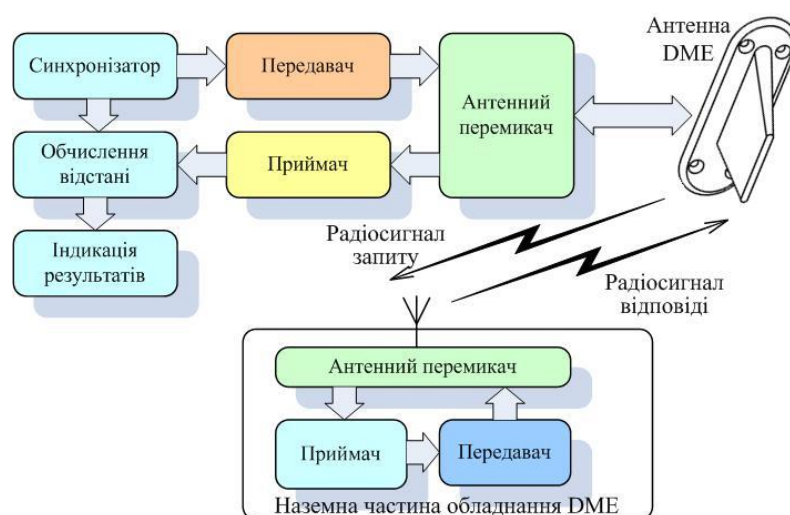 Антенна
DME
Синхронізатор
Передавач
Антенний
перемикач
Обчислення
відстані
Приймач
Індикація
результатів
Радіосигнал
запиту
Радіосигнал
відповіді
Антенний перемикач
Приймач
Передавач
Наземна частина обладнання DME